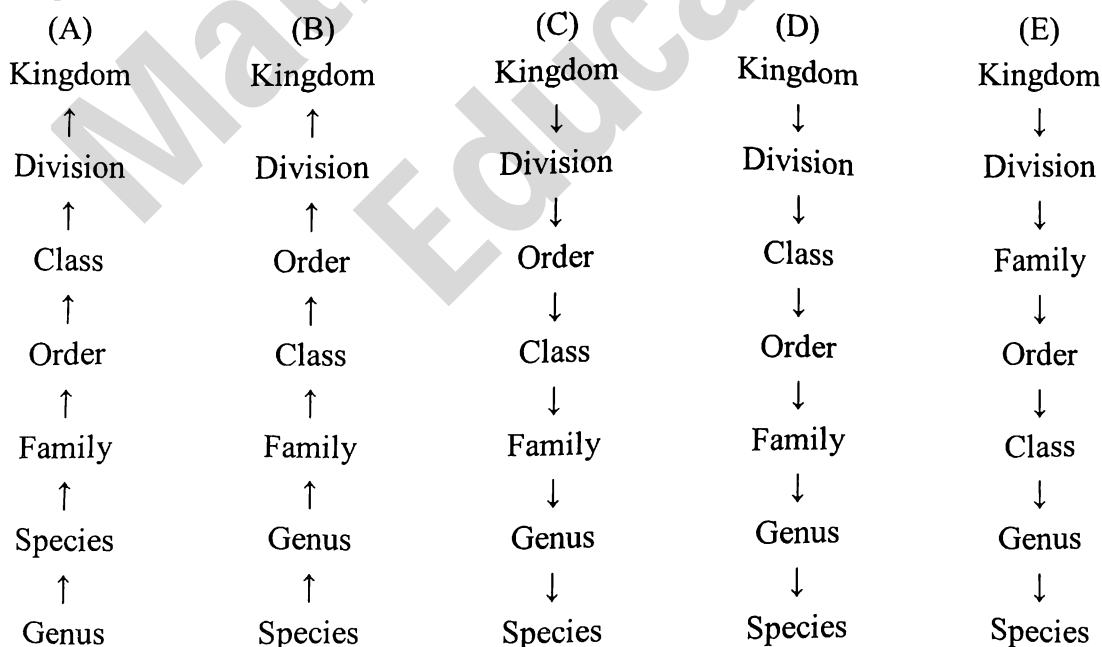 (A) (B) (C) (D) (E)
Kingdom Kingdom Kingdom Kingdom Kingdom
↑ ↑ ↓ ↓ ↓
Division Division Division Division Division
↑ ↑ ↓ ↓ ↓
Class Order Order Class Family
↑ ↑ ↓ ↓ ↓
Order Class Class Order Order
↑ ↑ ↓ ↓ ↓
Family Family Family Family Class
↑ ↑ ↓ ↓ ↓
Species Genus Genus Genus Genus
↑ ↑ ↓ ↓ ↓
Genus Species Species Species Species